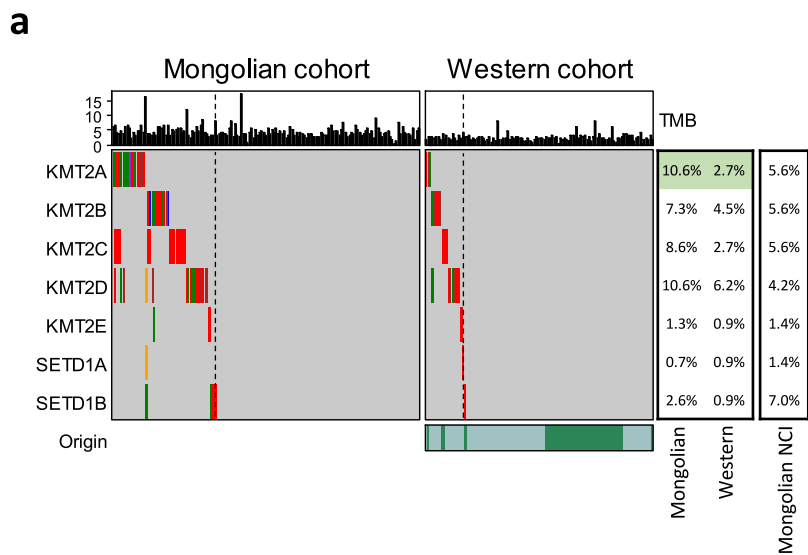 a
Mongolian cohort Western cohort
15
10
5
0
TMB
KMT2A 10.6% 2.7% 5.6%
KMT2B 7.3% 4.5% 5.6%
KMT2C 8.6% 2.7% 5.6%
KMT2D 10.6% 6.2% 4.2%
KMT2E 1.3% 0.9% 1.4%
SETD1A 0.7% 0.9% 1.4%
SETD1B 2.6% 0.9% 7.0%
Origin
Mongolian
Western
Mongolian NCI